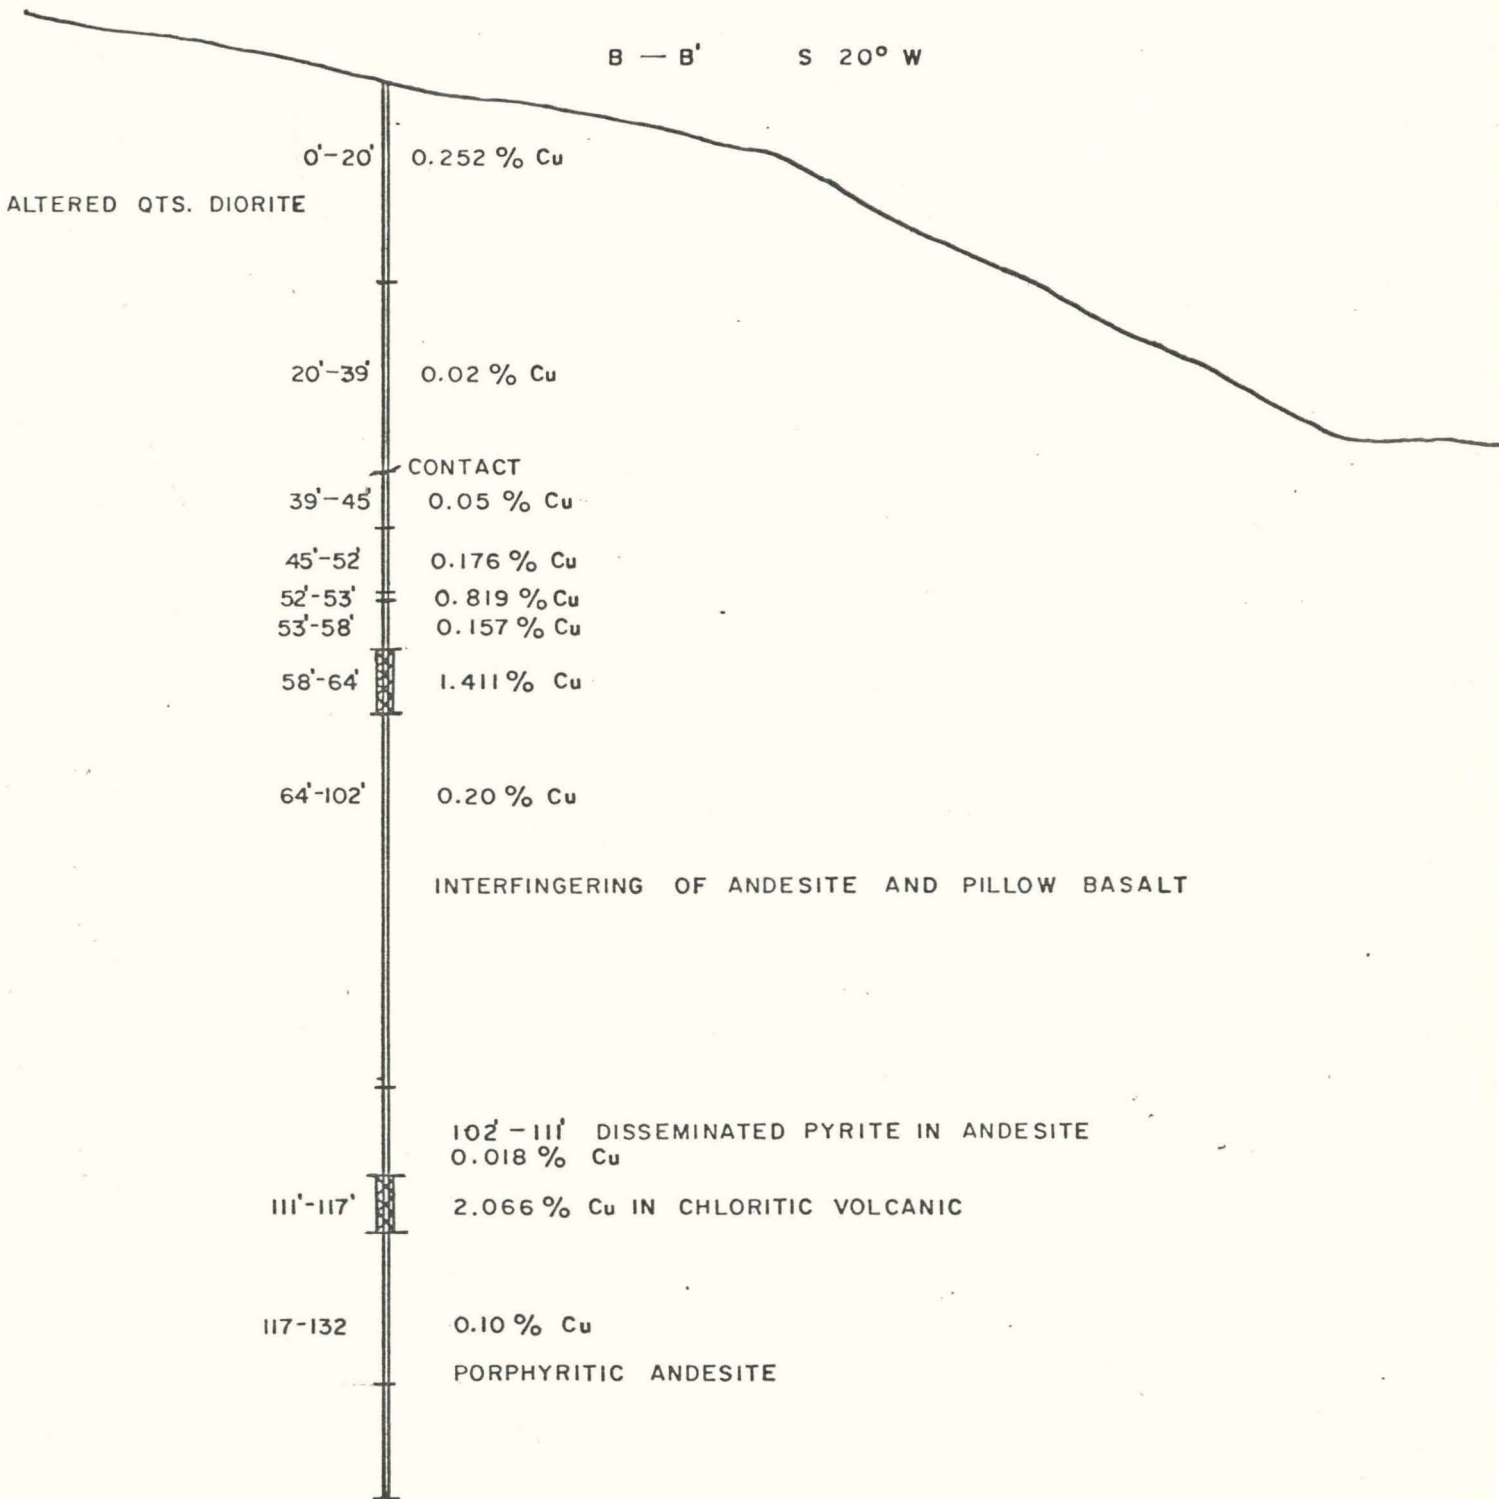 B — B' S 20° W
0'-20' 0.252 % Cu
ALTERED QTS. DIORITE
20'-39' 0.02 % Cu
CONTACT
39'-45' 0.05 % Cu
45'-52' 0.176 % Cu
52'-53' 0.819 % Cu
53'-58' 0.157 % Cu
58'-64' 1.411 % Cu
64'-102' 0.20 % Cu
INTERFINGERING OF ANDESITE AND PILLOW BASALT
102'-111' DISSEMINATED PYRITE IN ANDESITE
0.018 % Cu
111'-117' 2.066 % Cu IN CHLORITIC VOLCANIC
117-132 0.10 % Cu
PORPHYRITIC ANDESITE